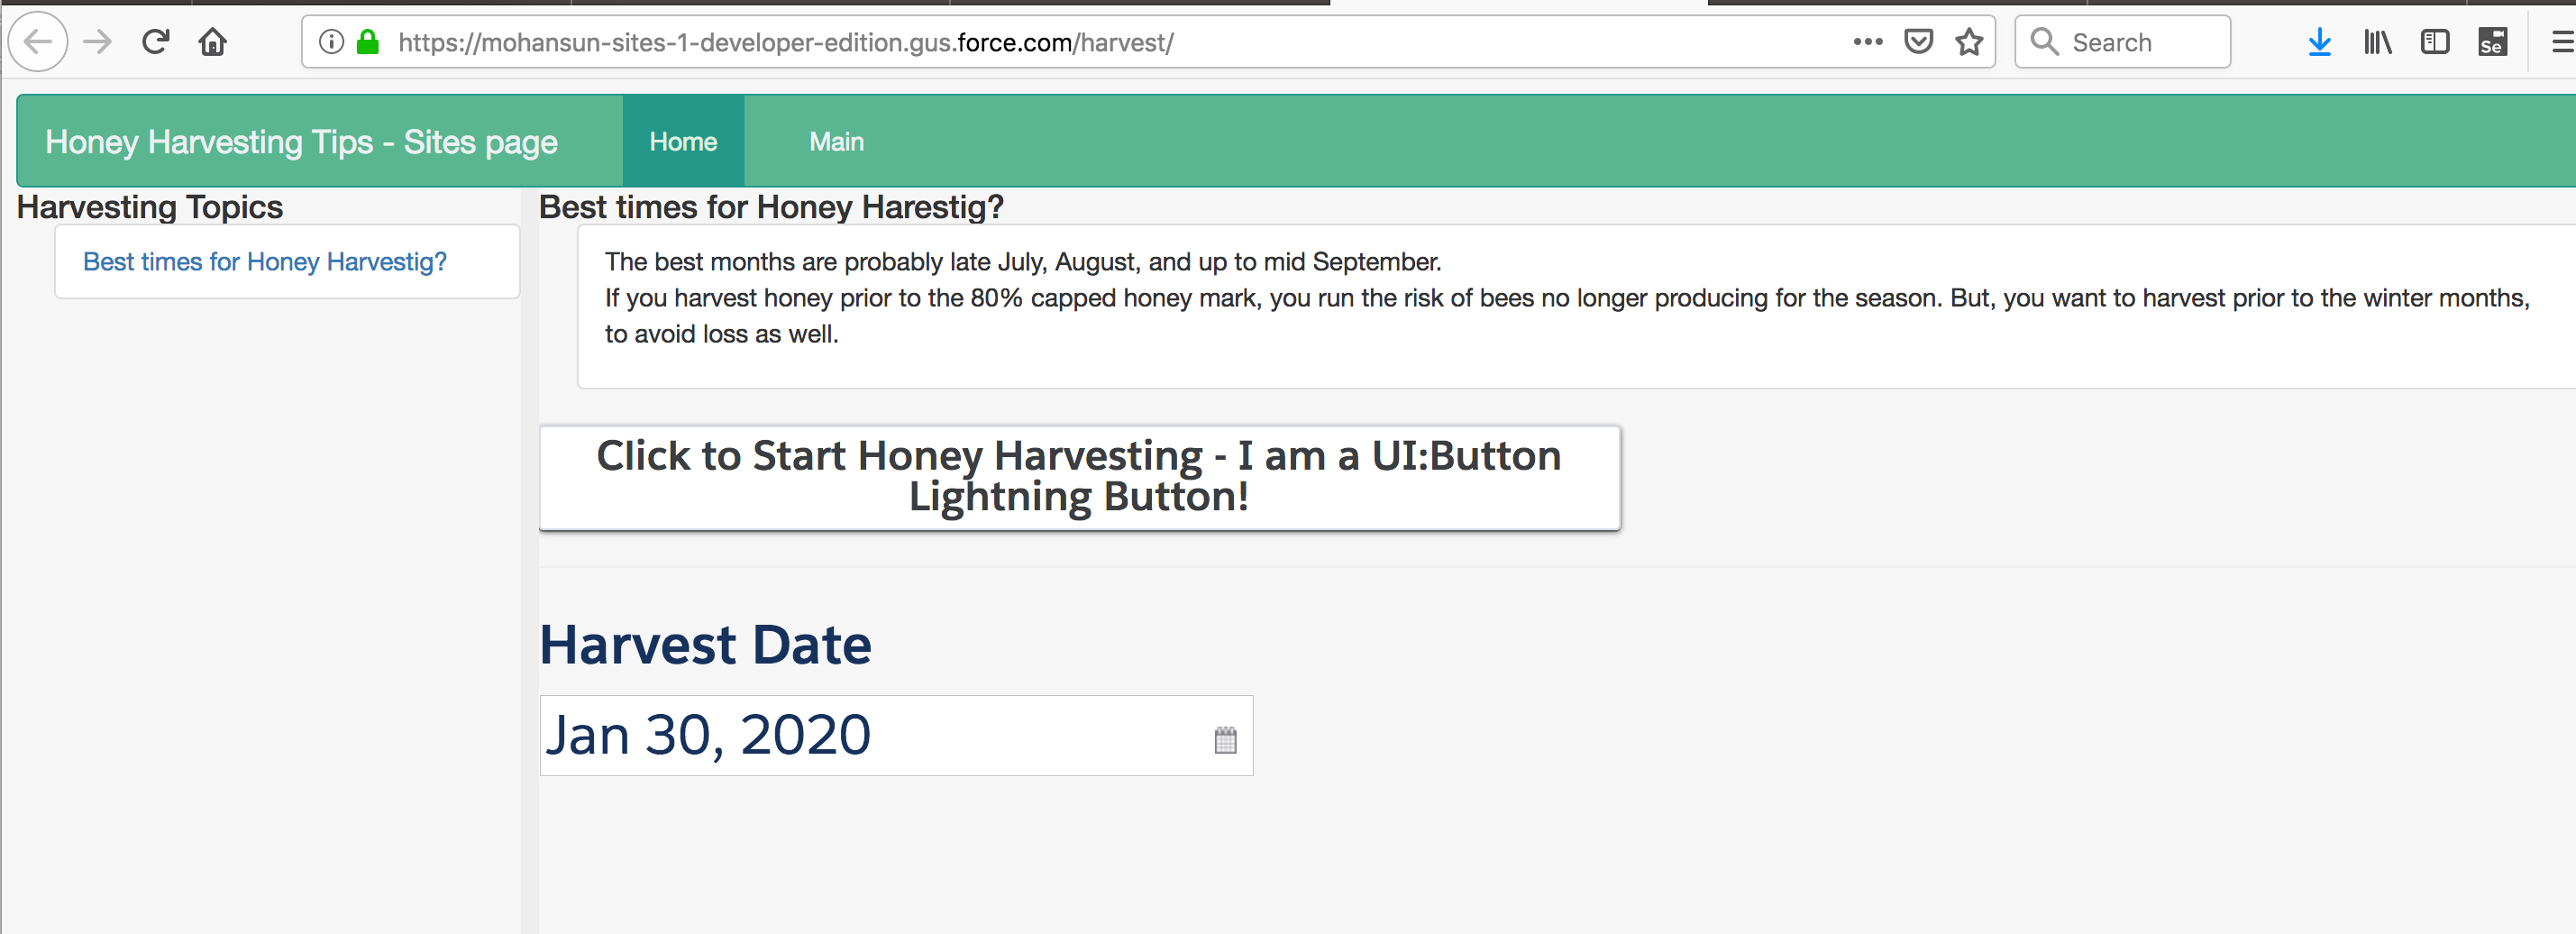 https://mohansun-sites-1-developer-edition.gus.force.com/harvest/
Search
Se
Honey Harvesting Tips - Sites page
Home
Main
Harvesting Topics
Best times for Honey Harvestig?
Best times for Honey Harestig?
The best months are probably late July, August, and up to mid September.
If you harvest honey prior to the 80% capped honey mark, you run the risk of bees no longer producing for the season. But, you want to harvest prior to the winter months,
to avoid loss as well.
Click to Start Honey Harvesting - I am a UI:Button
Lightning Button!
Harvest Date
Jan 30, 2020